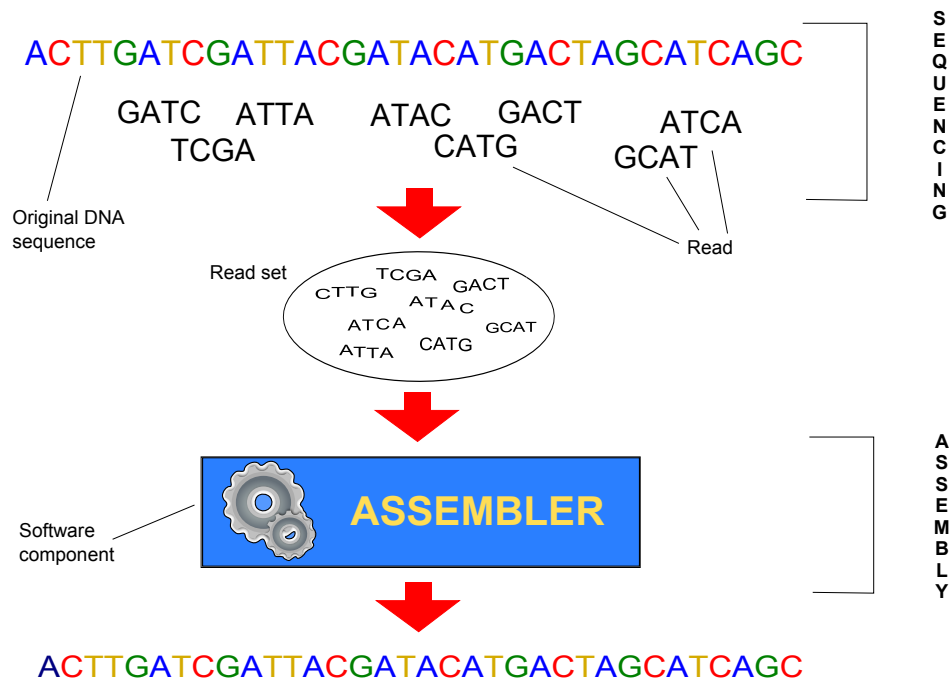 ACTTGATCGATTACGATACATGACTAGCATCAGC
GATC ATTA ATAC GACT ATCA
TCGA CATG GCAT
Original DNA
sequence
Read
SEQUENCING
Read set
TCGA
CTTG GACT
ATAC
ATCA GCAT
ATTA CATG
ASSEMBLER
Software
component
ASSEMBLY
ACTTGATCGATTACGATACATGACTAGCATCAGC